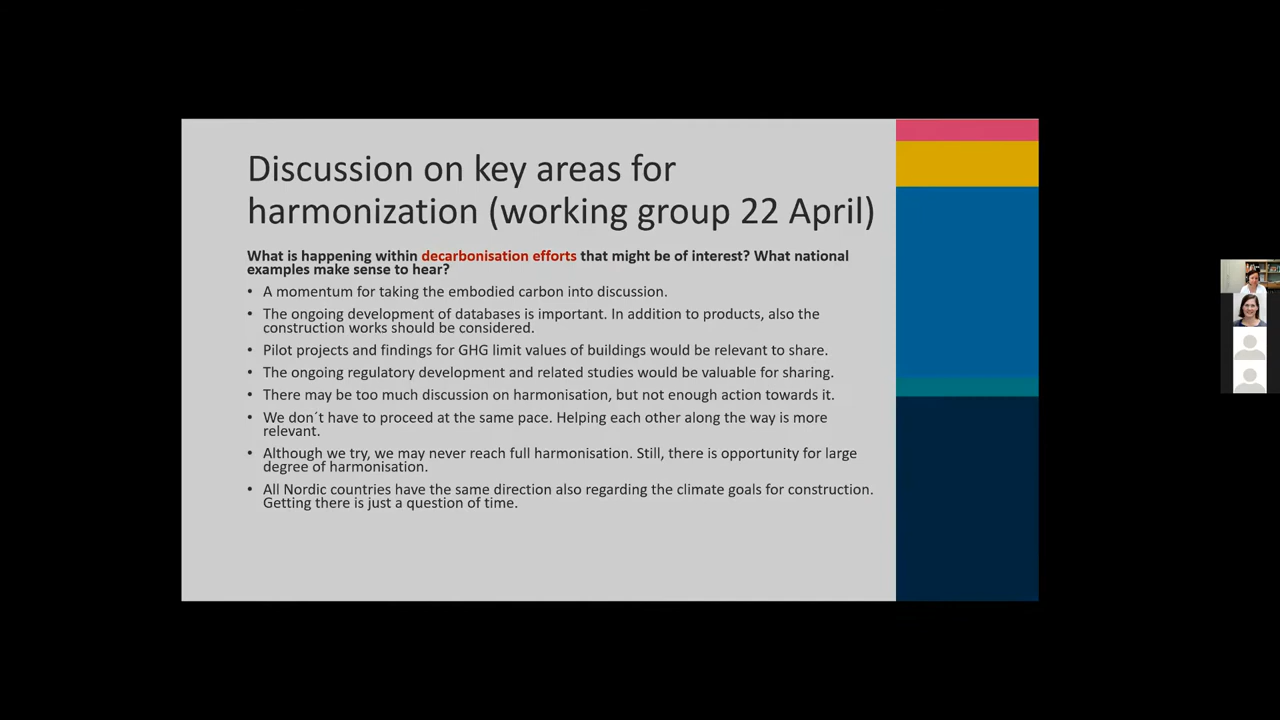 Discussion on key areas for
harmonization (working group 22 April)
What is happening within decarbonisation efforts that might be of interest? What national
examples make sense to hear?
• A momentum for taking the embodied carbon into discussion.
• The ongoing development of databases is important. In addition to products, also the
construction works should be considered.
• Pilot projects and findings for GHG limit values of buildings would be relevant to share.
• The ongoing regulatory development and related studies would be valuable for sharing.
• There may be too much discussion on harmonisation, but not enough action towards it.
• We don´t have to proceed at the same pace. Helping each other along the way is more
relevant.
• Although we try, we may never reach full harmonisation. Still, there is opportunity for large
degree of harmonisation.
• All Nordic countries have the same direction also regarding the climate goals for construction.
Getting there is just a question of time.